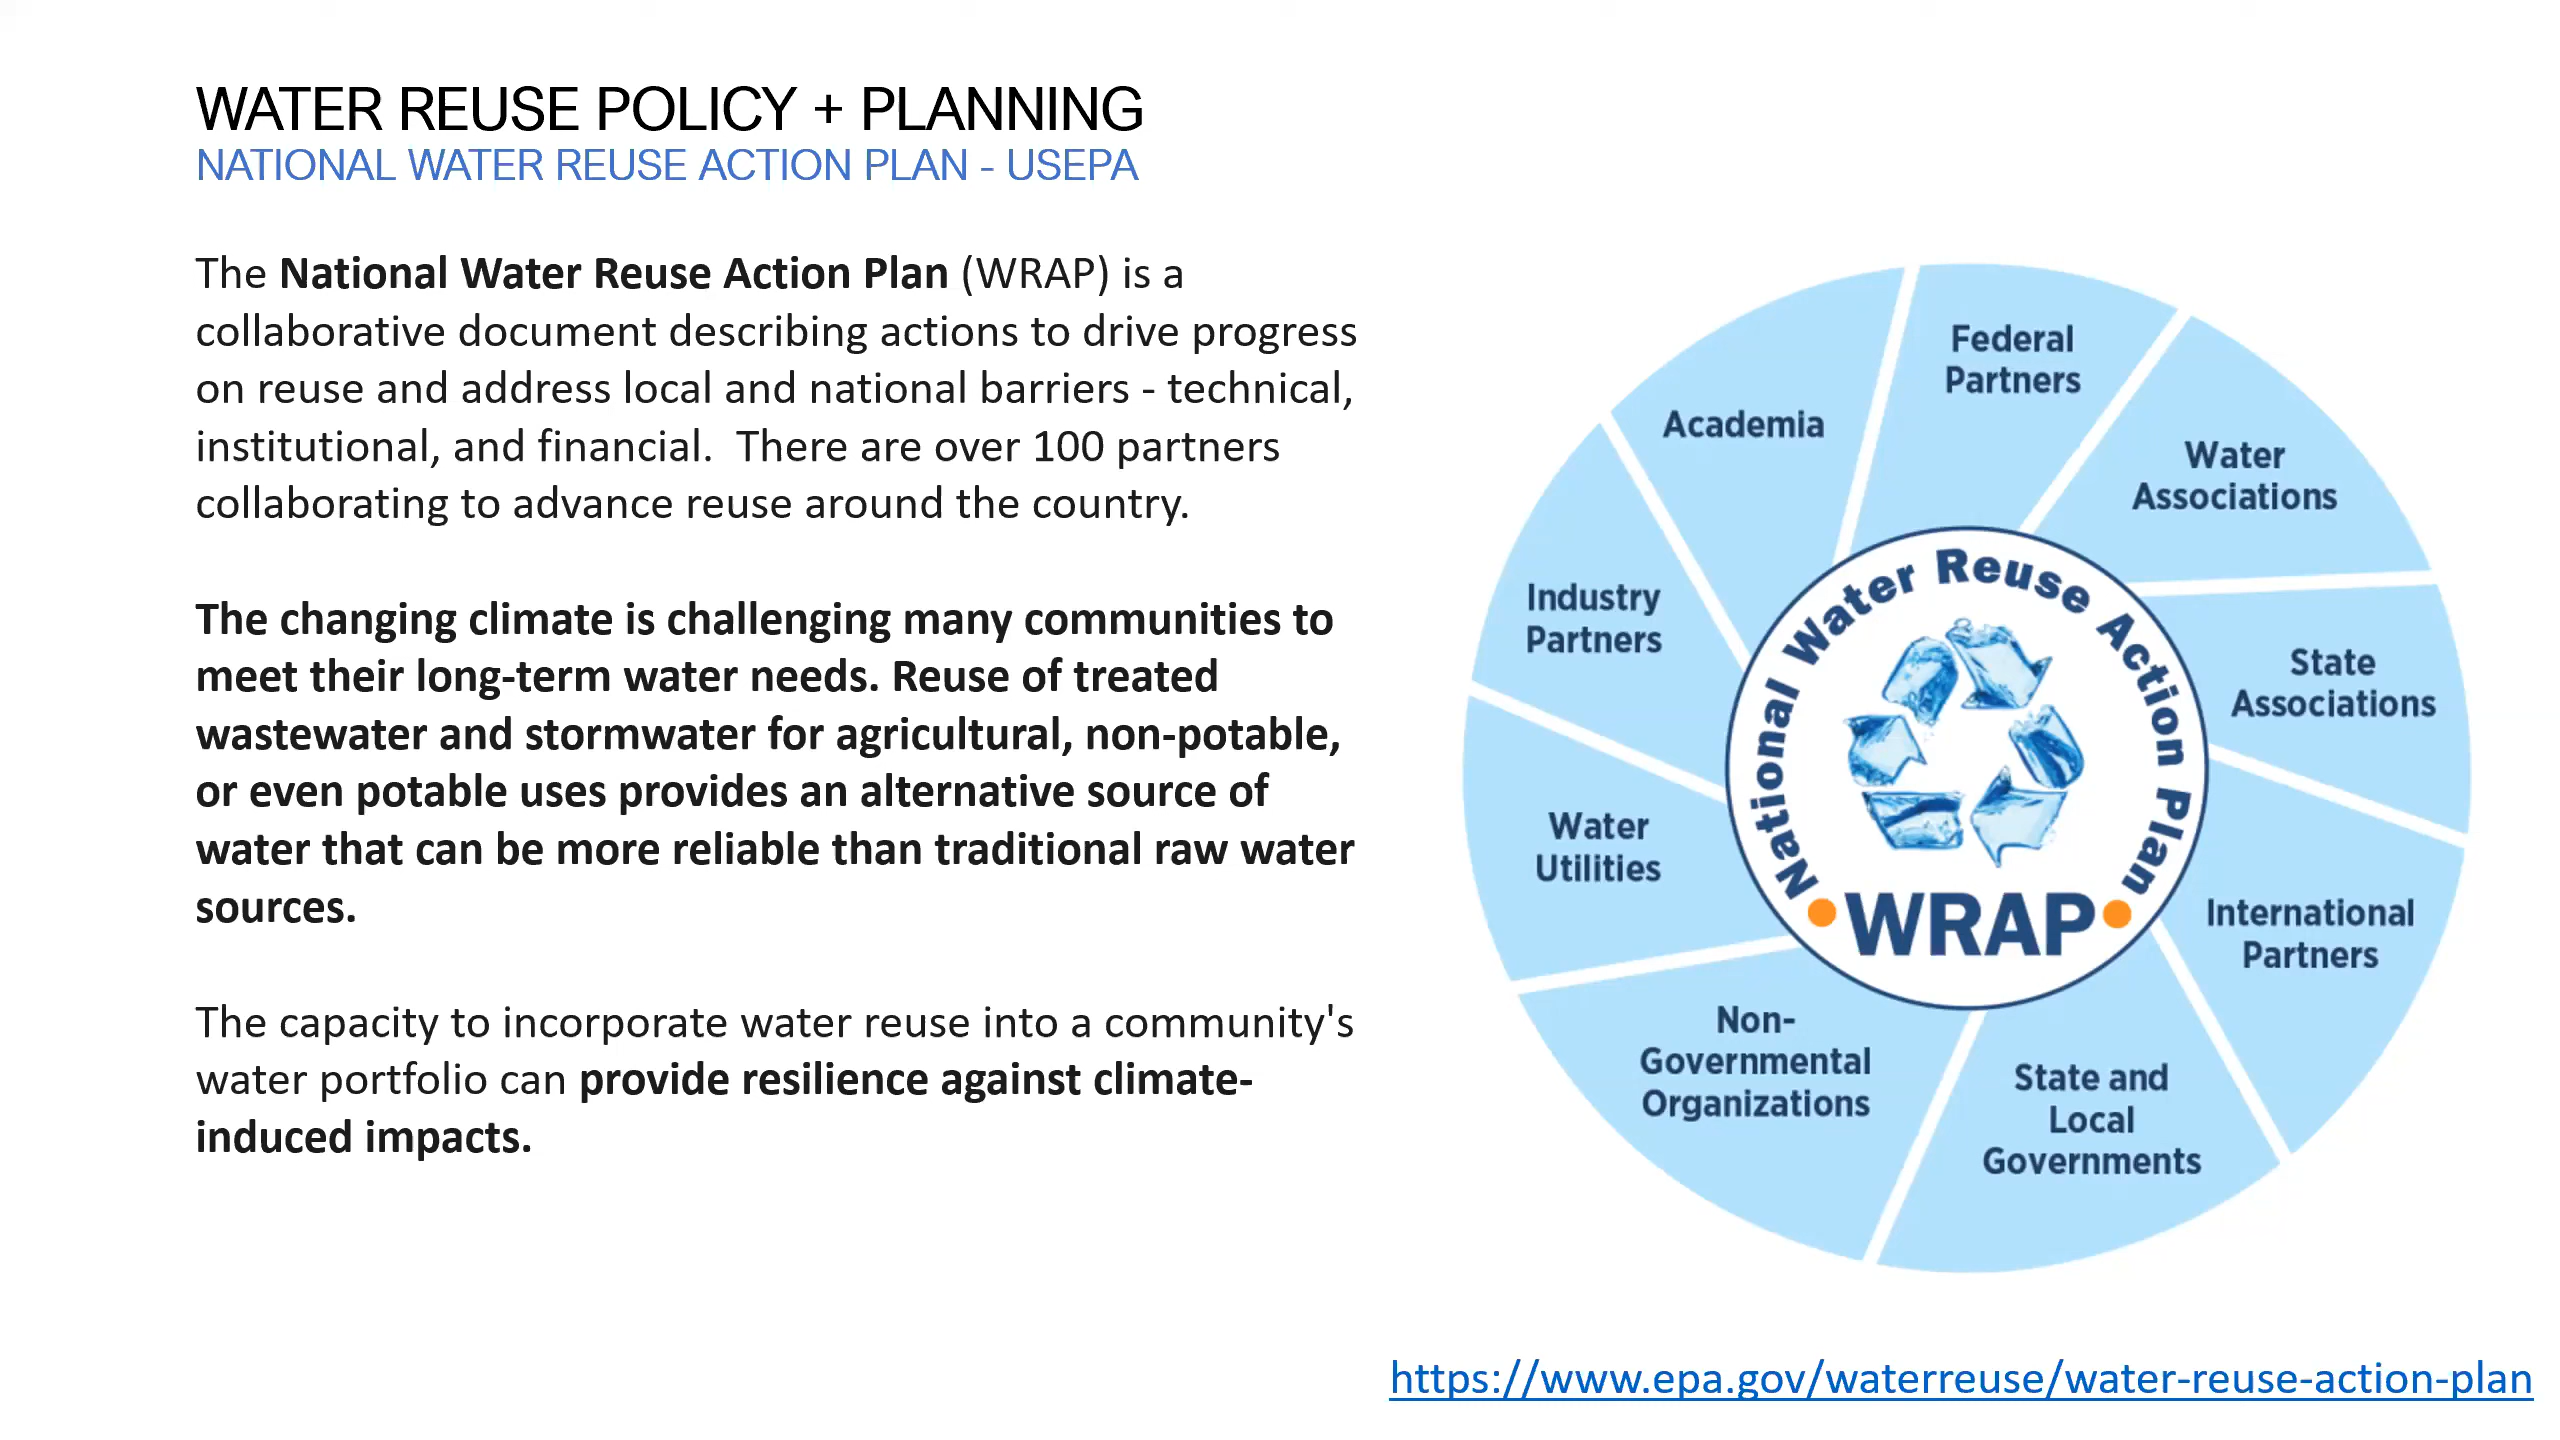 WATER REUSE POLICY + PLANNING
NATIONAL WATER REUSE ACTION PLAN - USEPA
The National Water Reuse Action Plan (WRAP) is a
collaborative document describing actions to drive progress
on reuse and address local and national barriers - technical,
institutional, and financial.  There are over 100 partners
collaborating to advance reuse around the country.
The changing climate is challenging many communities to
meet their long-term water needs. Reuse of treated
wastewater and stormwater for agricultural, non-potable,
or even potable uses provides an alternative source of
water that can be more reliable than traditional raw water
sources.
The capacity to incorporate water reuse into a community's
water portfolio can provide resilience against climate-
induced impacts.
Federal
Partners
Water
Associations
State
Associations
International
Partners
State and
Local
Governments
Non-
Governmental
Organizations
Water
Utilities
Industry
Partners
Academia
National Water Reuse Action Plan
WRAP
https://www.epa.gov/waterreuse/water-reuse-action-plan